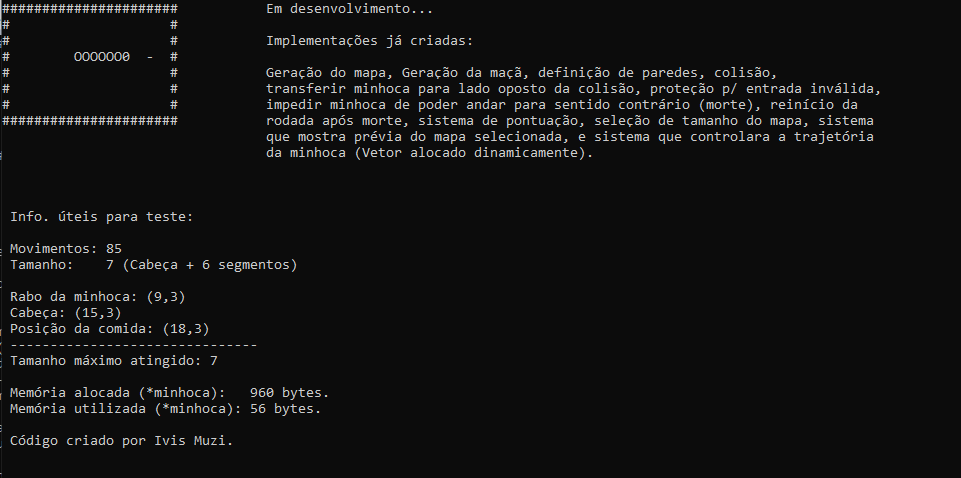 ###################### Em desenvolvimento...
# #
# # Implementações já criadas:
# OOOOOO0 - #
# # Geração do mapa, Geração da maçã, definição de paredes, colisão,
# # transferir minhoca para lado oposto da colisão, proteção p/ entrada inválida,
# # impedir minhoca de poder andar para sentido contrário (morte), reinício da
###################### rodada após morte, sistema de pontuação, seleção de tamanho do mapa, sistema
que mostra prévia do mapa selecionada, e sistema que controlara a trajetória
da minhoca (Vetor alocado dinamicamente).
Info. úteis para teste:
Movimentos: 85
Tamanho: 7 (Cabeça + 6 segmentos)
Rabo da minhoca: (9,3)
Cabeça: (15,3)
Posição da comida: (18,3)
-------------------------------
Tamanho máximo atingido: 7
Memória alocada (*minhoca): 960 bytes.
Memória utilizada (*minhoca): 56 bytes.
Código criado por Ivis Muzi.